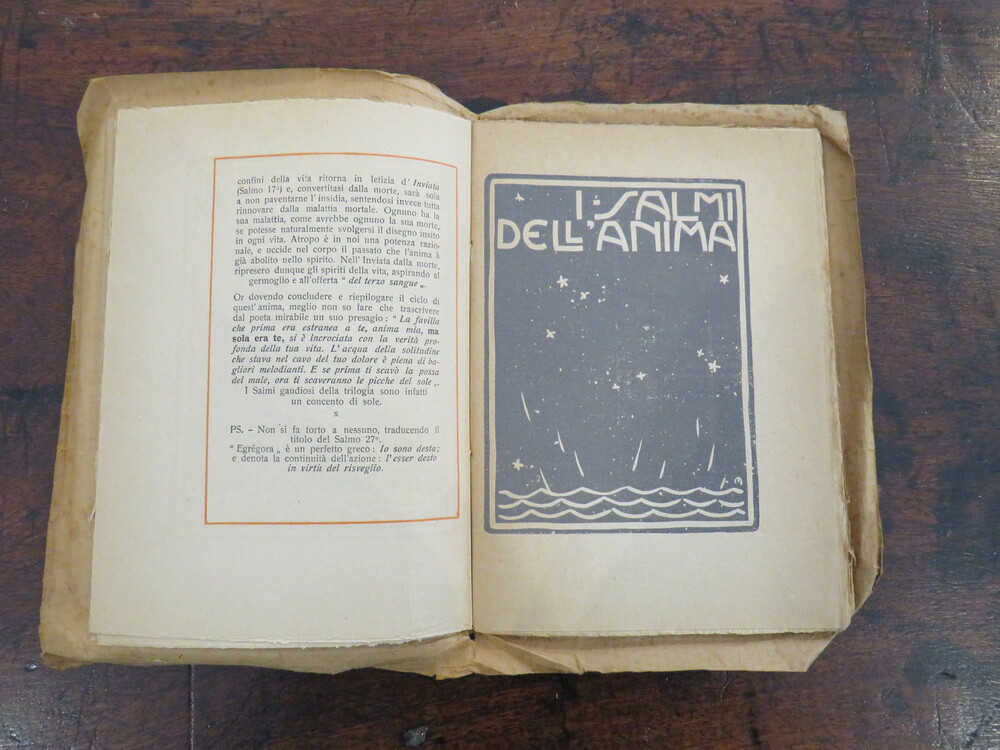 confini della vita ritorna in letizia d' Inviata
(Salmo 17º) e, convertitasi dalla morte, sarà sola
a non paventarne l' insidia, sentendosi invece tutta
rinnovare dalla malattia mortale. Ognuno ha la
sua malattia, come avrebbe ognuno la sua morte,
se potesse naturalmente svolgersi il disegno insito
in ogni vita. Atropo è in noi una potenza razio-
nale, e uccide nel corpo il passato che l'anima à
già abolito nello spirito. Nell' Inviata dalla morte,
ripresero dunque gli spiriti della vita, aspirando al
germoglio e all'offerta " del terzo sangue „.
Or dovendo concludere e riepilogare il ciclo di
quest' anima, meglio non so fare che trascrivere
dal poeta mirabile un suo presagio : " La favilla
che prima era estranea a te, anima mia, ma
sola era te, si è incrociata con la verità pro-
fonda della tua vita. L' acqua della solitudine
che stava nel cavo del tuo dolore è piena di ba-
gliori melodianti. E se prima ti scavò la possa
del male, ora ti scaveranno le picche del sole „.
I Salmi gaudiosi della trilogia sono infatti
un concento di sole.
x
PS. - Non si fa torto a nessuno, traducendo il
titolo del Salmo 27º.
" Egrègora „ è un perfetto greco : Io sono desta;
e denota la continuità dell'azione : l'esser desto
in virtù del risveglio.
I SALMI
DELL'ANIMA